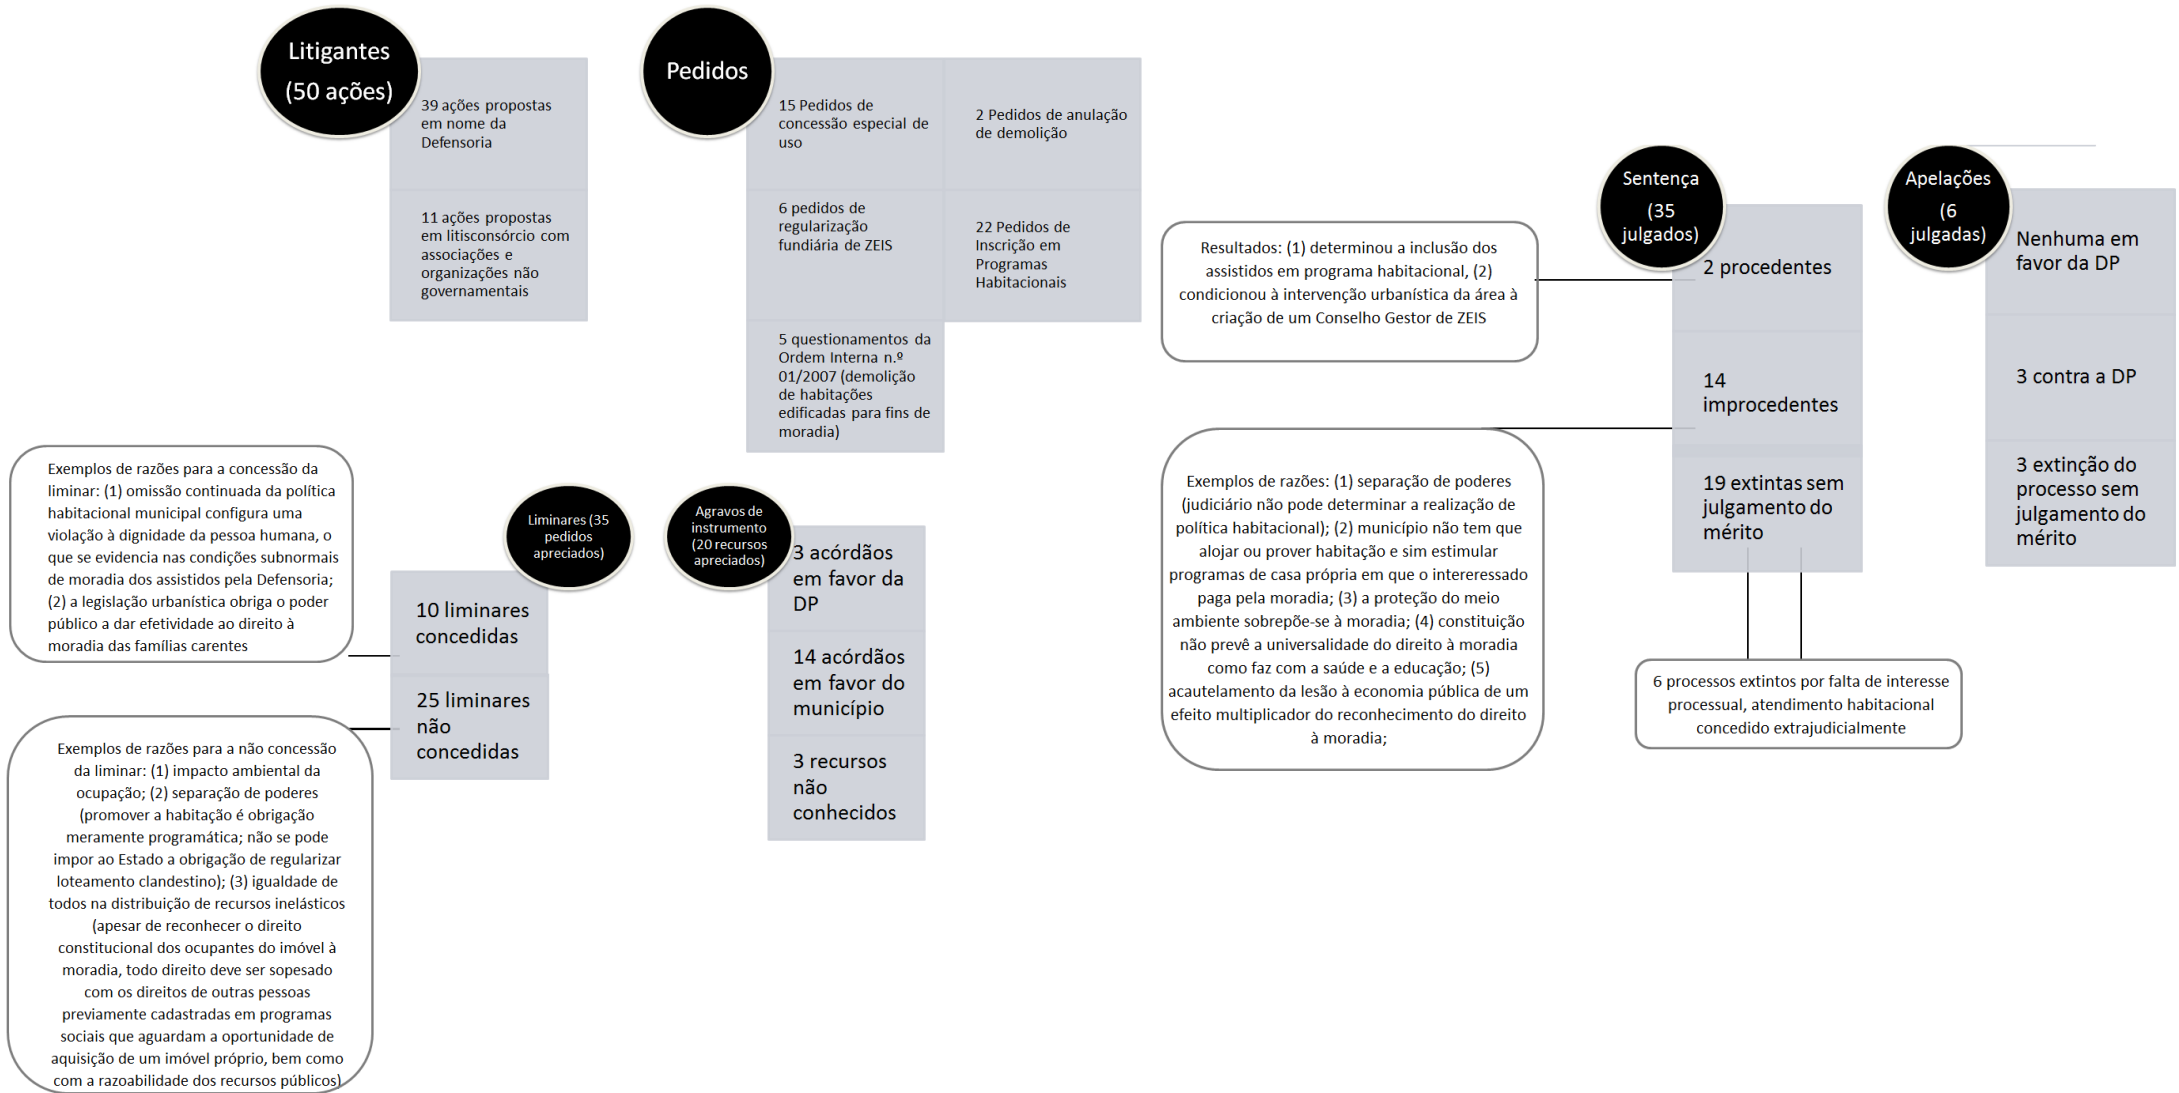 Litigantes
(50 ações)
39 ações propostas
em nome da
Defensoria
11 ações propostas
em litisconsórcio com
associações e
organizações não
governamentais
Pedidos
15 Pedidos de
concessão especial de
uso
2 Pedidos de anulação
de demolição
6 pedidos de
regularização
fundiária de ZEIS
22 Pedidos de
Inscrição em
Programas
Habitacionais
5 questionamentos da
Ordem Interna n.º
01/2007 (demolição
de habitações
edificadas para fins de
moradia)
Exemplos de razões para a concessão da
liminar: (1) omissão continuada da política
habitacional municipal configura uma
violação à dignidade da pessoa humana, o
que se evidencia nas condições subnormais
de moradia dos assistidos pela Defensoria;
(2) a legislação urbanística obriga o poder
público a dar efetividade ao direito à
moradia das famílias carentes
Liminares (35
pedidos
apreciados)
10 liminares
concedidas
25 liminares
não
concedidas
Exemplos de razões para a não concessão
da liminar: (1) impacto ambiental da
ocupação; (2) separação de poderes
(promover a habitação é obrigação
meramente programática; não se pode
impor ao Estado a obrigação de regularizar
loteamento clandestino); (3) igualdade de
todos na distribuição de recursos inelásticos
(apesar de reconhecer o direito
constitucional dos ocupantes do imóvel à
moradia, todo direito deve ser sopesado
com os direitos de outras pessoas
previamente cadastradas em programas
sociais que aguardam a oportunidade de
aquisição de um imóvel próprio, bem como
com a razoabilidade dos recursos públicos)
Agravos de
instrumento
(20 recursos
apreciados)
3 acórdãos
em favor da
DP
14 acórdãos
em favor do
município
3 recursos
não
conhecidos
Sentença
(35
julgados)
2 procedentes
14
improcedentes
19 extintas sem
julgamento do
mérito
Resultados: (1) determinou a inclusão dos
assistidos em programa habitacional, (2)
condicionou à intervenção urbanística da área à
criação de um Conselho Gestor de ZEIS
Exemplos de razões: (1) separação de poderes
(judiciário não pode determinar a realização de
política habitacional); (2) município não tem que
alojar ou prover habitação e sim estimular
programas de casa própria em que o intereressado
paga pela moradia; (3) a proteção do meio
ambiente sobrepõe-se à moradia; (4) constituição
não prevê a universalidade do direito à moradia
como faz com a saúde e a educação; (5)
acautelamento da lesão à economia pública de um
efeito multiplicador do reconhecimento do direito
à moradia;
6 processos extintos por falta de interesse
processual, atendimento habitacional
concedido extrajudicialmente
Apelações
(6
julgadas)
Nenhuma em
favor da DP
3 contra a DP
3 extinção do
processo sem
julgamento do
mérito